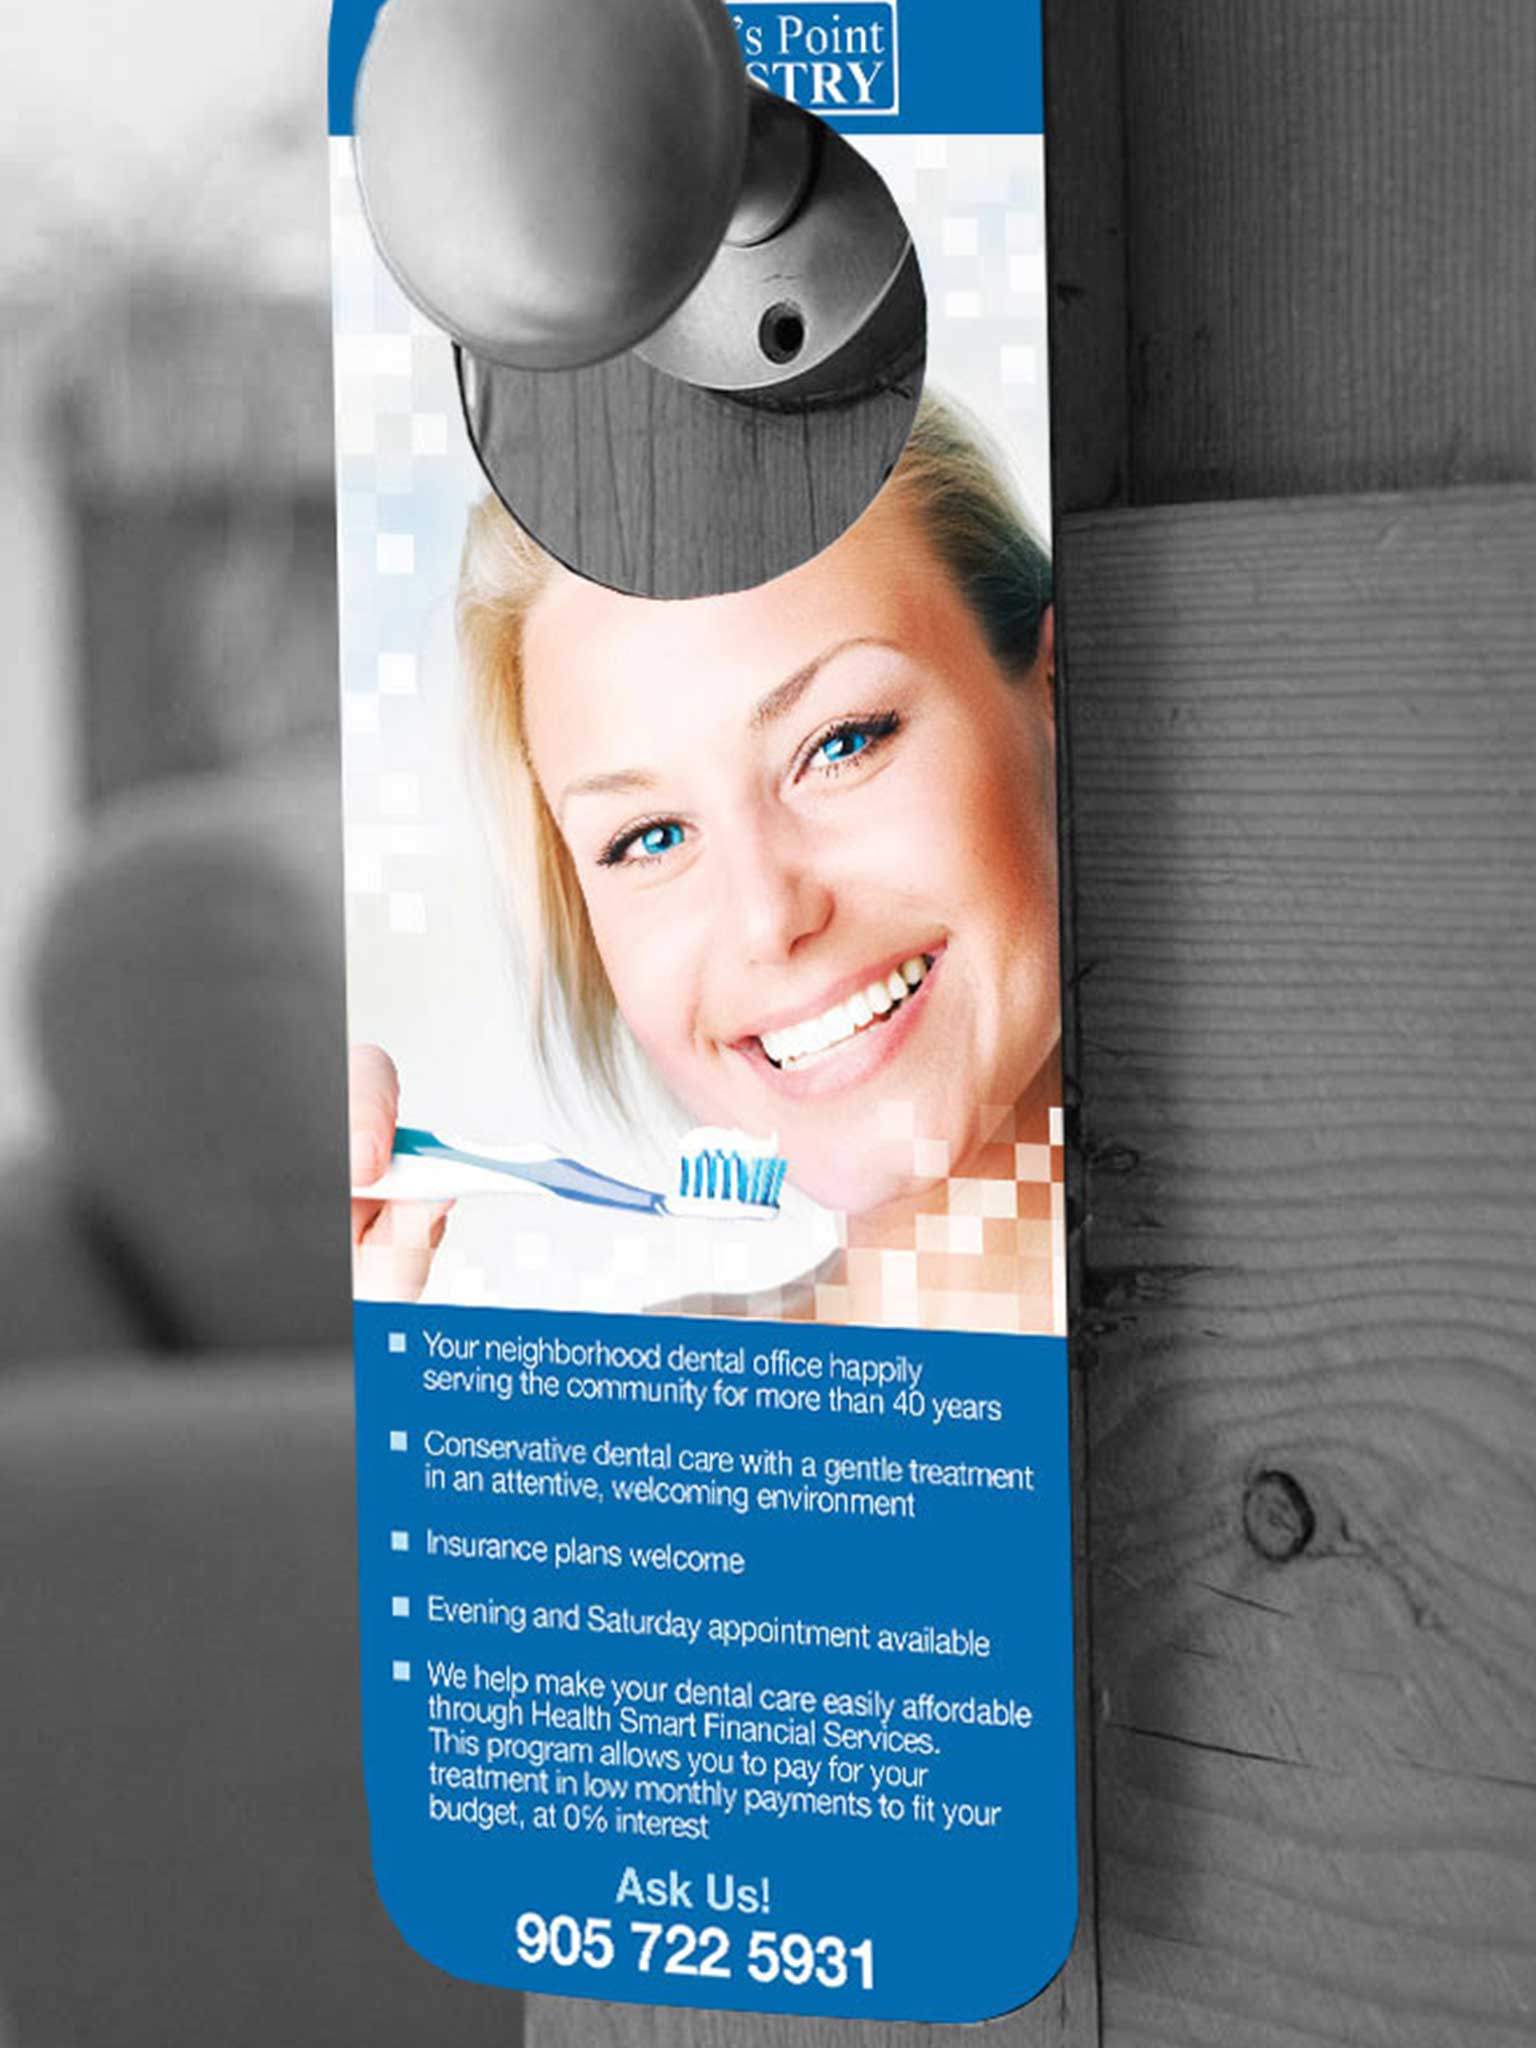 's Point
STRY
Your neighborhood dental office happily
serving the community for more than 40 years
Conservative dental care with a gentle treatment
in an attentive, welcoming environment
Insurance plans welcome
Evening and Saturday appointment available
We help make your dental care easily affordable
through Health Smart Financial Services.
This program allows you to pay for your
treatment in low monthly payments to fit your
budget, at 0% interest
Ask Us!
905 722 5931